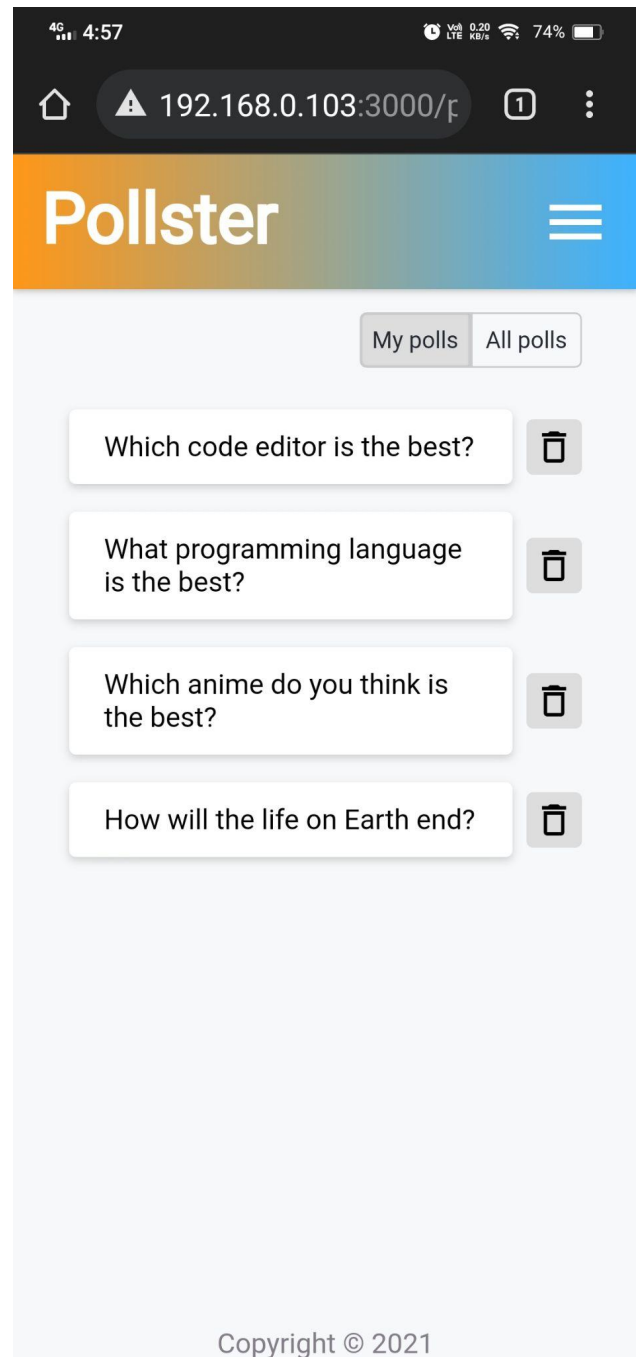 4G 4:57 Vo) LTE 0.20 KB/s 74%
192.168.0.103:3000/p 1
Pollster
My polls All polls
Which code editor is the best?
What programming language
is the best?
Which anime do you think is
the best?
How will the life on Earth end?
Copyright © 2021